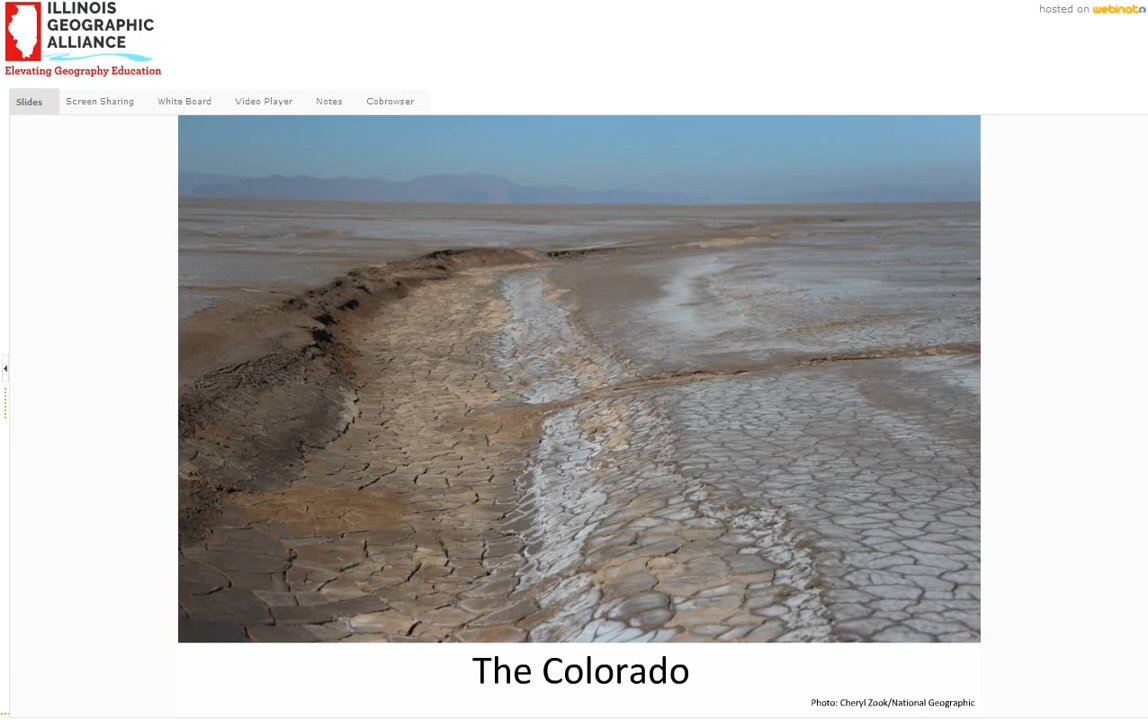 ILLINOIS
GEOGRAPHIC
ALLIANCE
Elevating Geography Education
hosted on webinato
Slides
Screen Sharing
White Board
Video Player
Notes
Cobrowser
The Colorado
Photo: Cheryl Zook/National Geographic